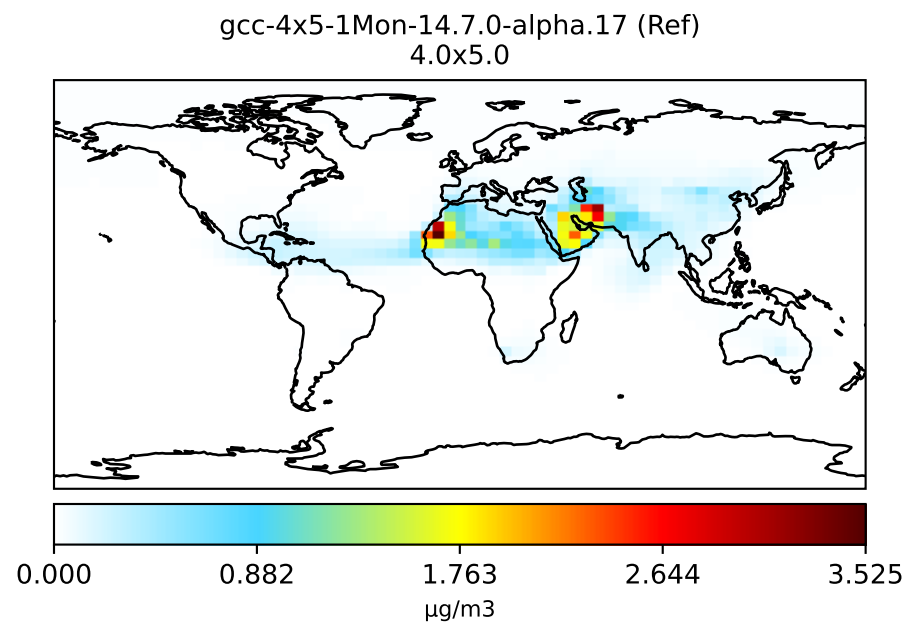 gcc-4x5-1Mon-14.7.0-alpha.17 (Ref)
4.0x5.0
0.000 0.882 1.763 2.644 3.525
μg/m3